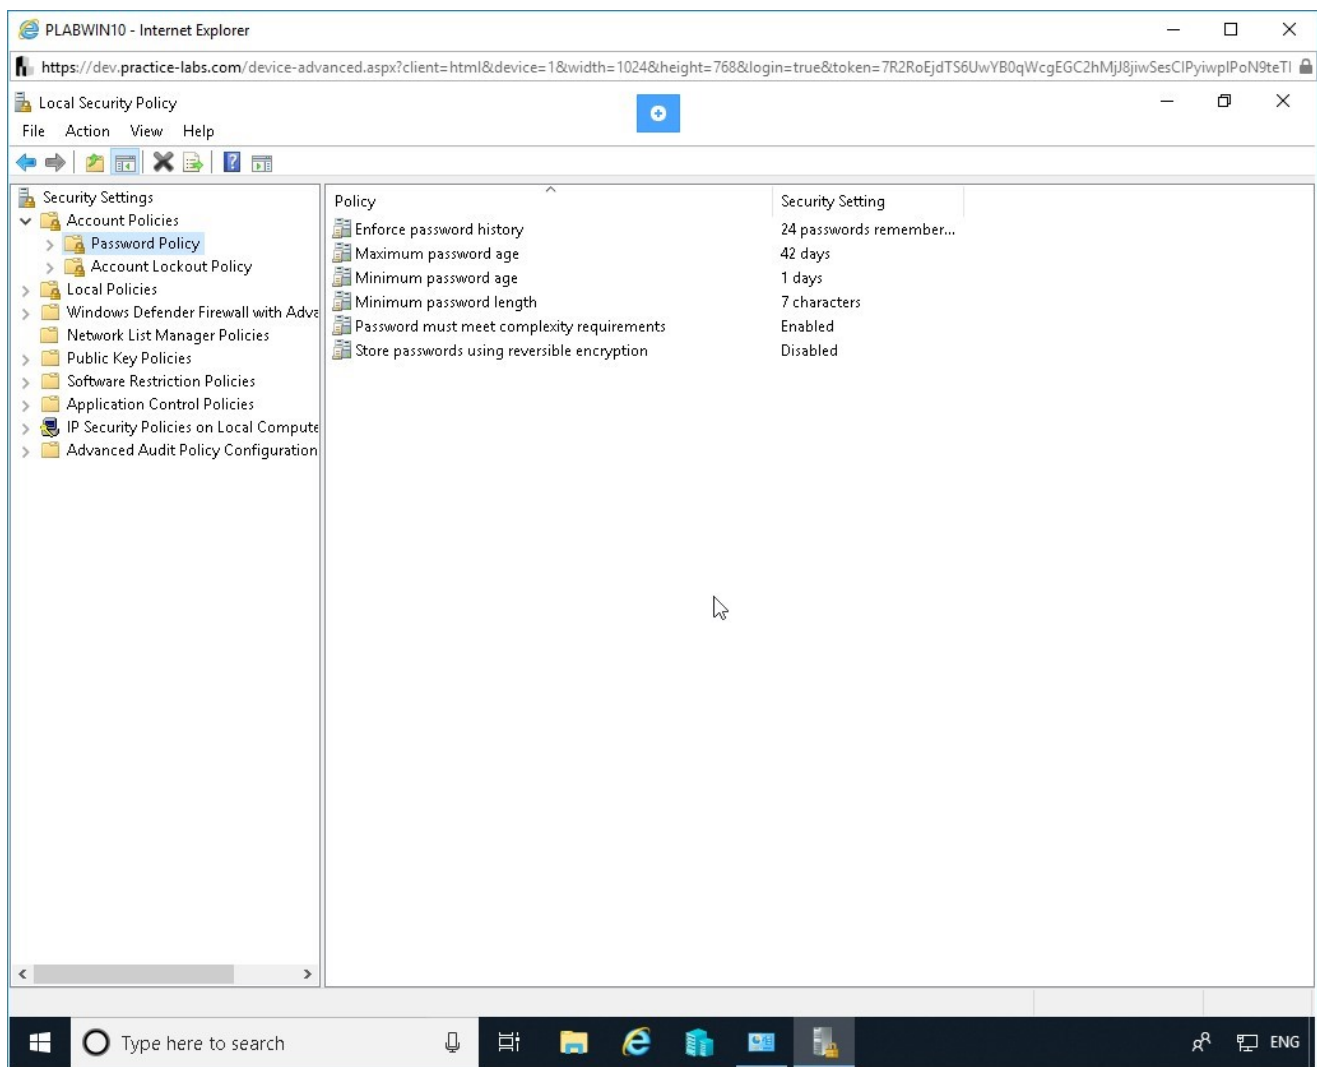 PLABWIN10 - Internet Explorer
https://dev.practice-labs.com/device-advanced.aspx?client=html&device=1&width=1024&height=768&login=true&token=7R2RoEjdTS6UwYB0qWcgEGC2hMjJ8jiwSesCIPyiwpIPoN9teTI
Local Security Policy
File Action View Help
Security Settings
Account Policies
Password Policy
Account Lockout Policy
Local Policies
Windows Defender Firewall with Adva
Network List Manager Policies
Public Key Policies
Software Restriction Policies
Application Control Policies
IP Security Policies on Local Compute
Advanced Audit Policy Configuration
Policy Security Setting
Enforce password history 24 passwords remember...
Maximum password age 42 days
Minimum password age 1 days
Minimum password length 7 characters
Password must meet complexity requirements Enabled
Store passwords using reversible encryption Disabled
Type here to search
ENG